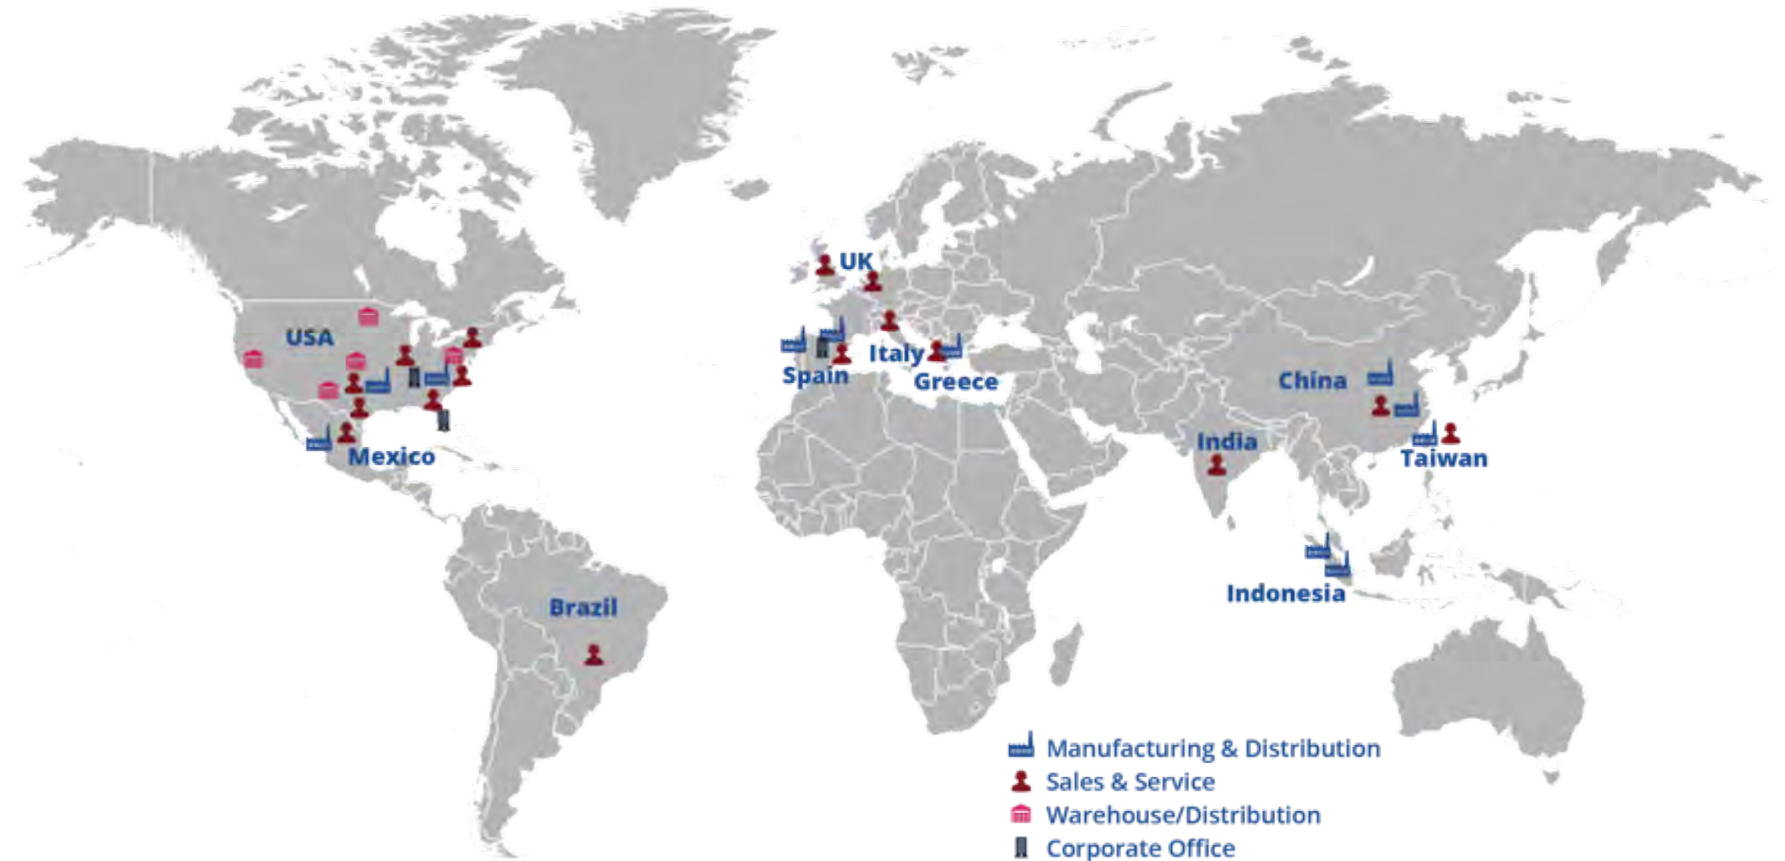 UK
USA
Italy
Spain
Greece
China
India
Mexico
Taiwan
Indonesia
Brazil
Manufacturing & Distribution
Sales & Service
Warehouse/Distribution
Corporate Office